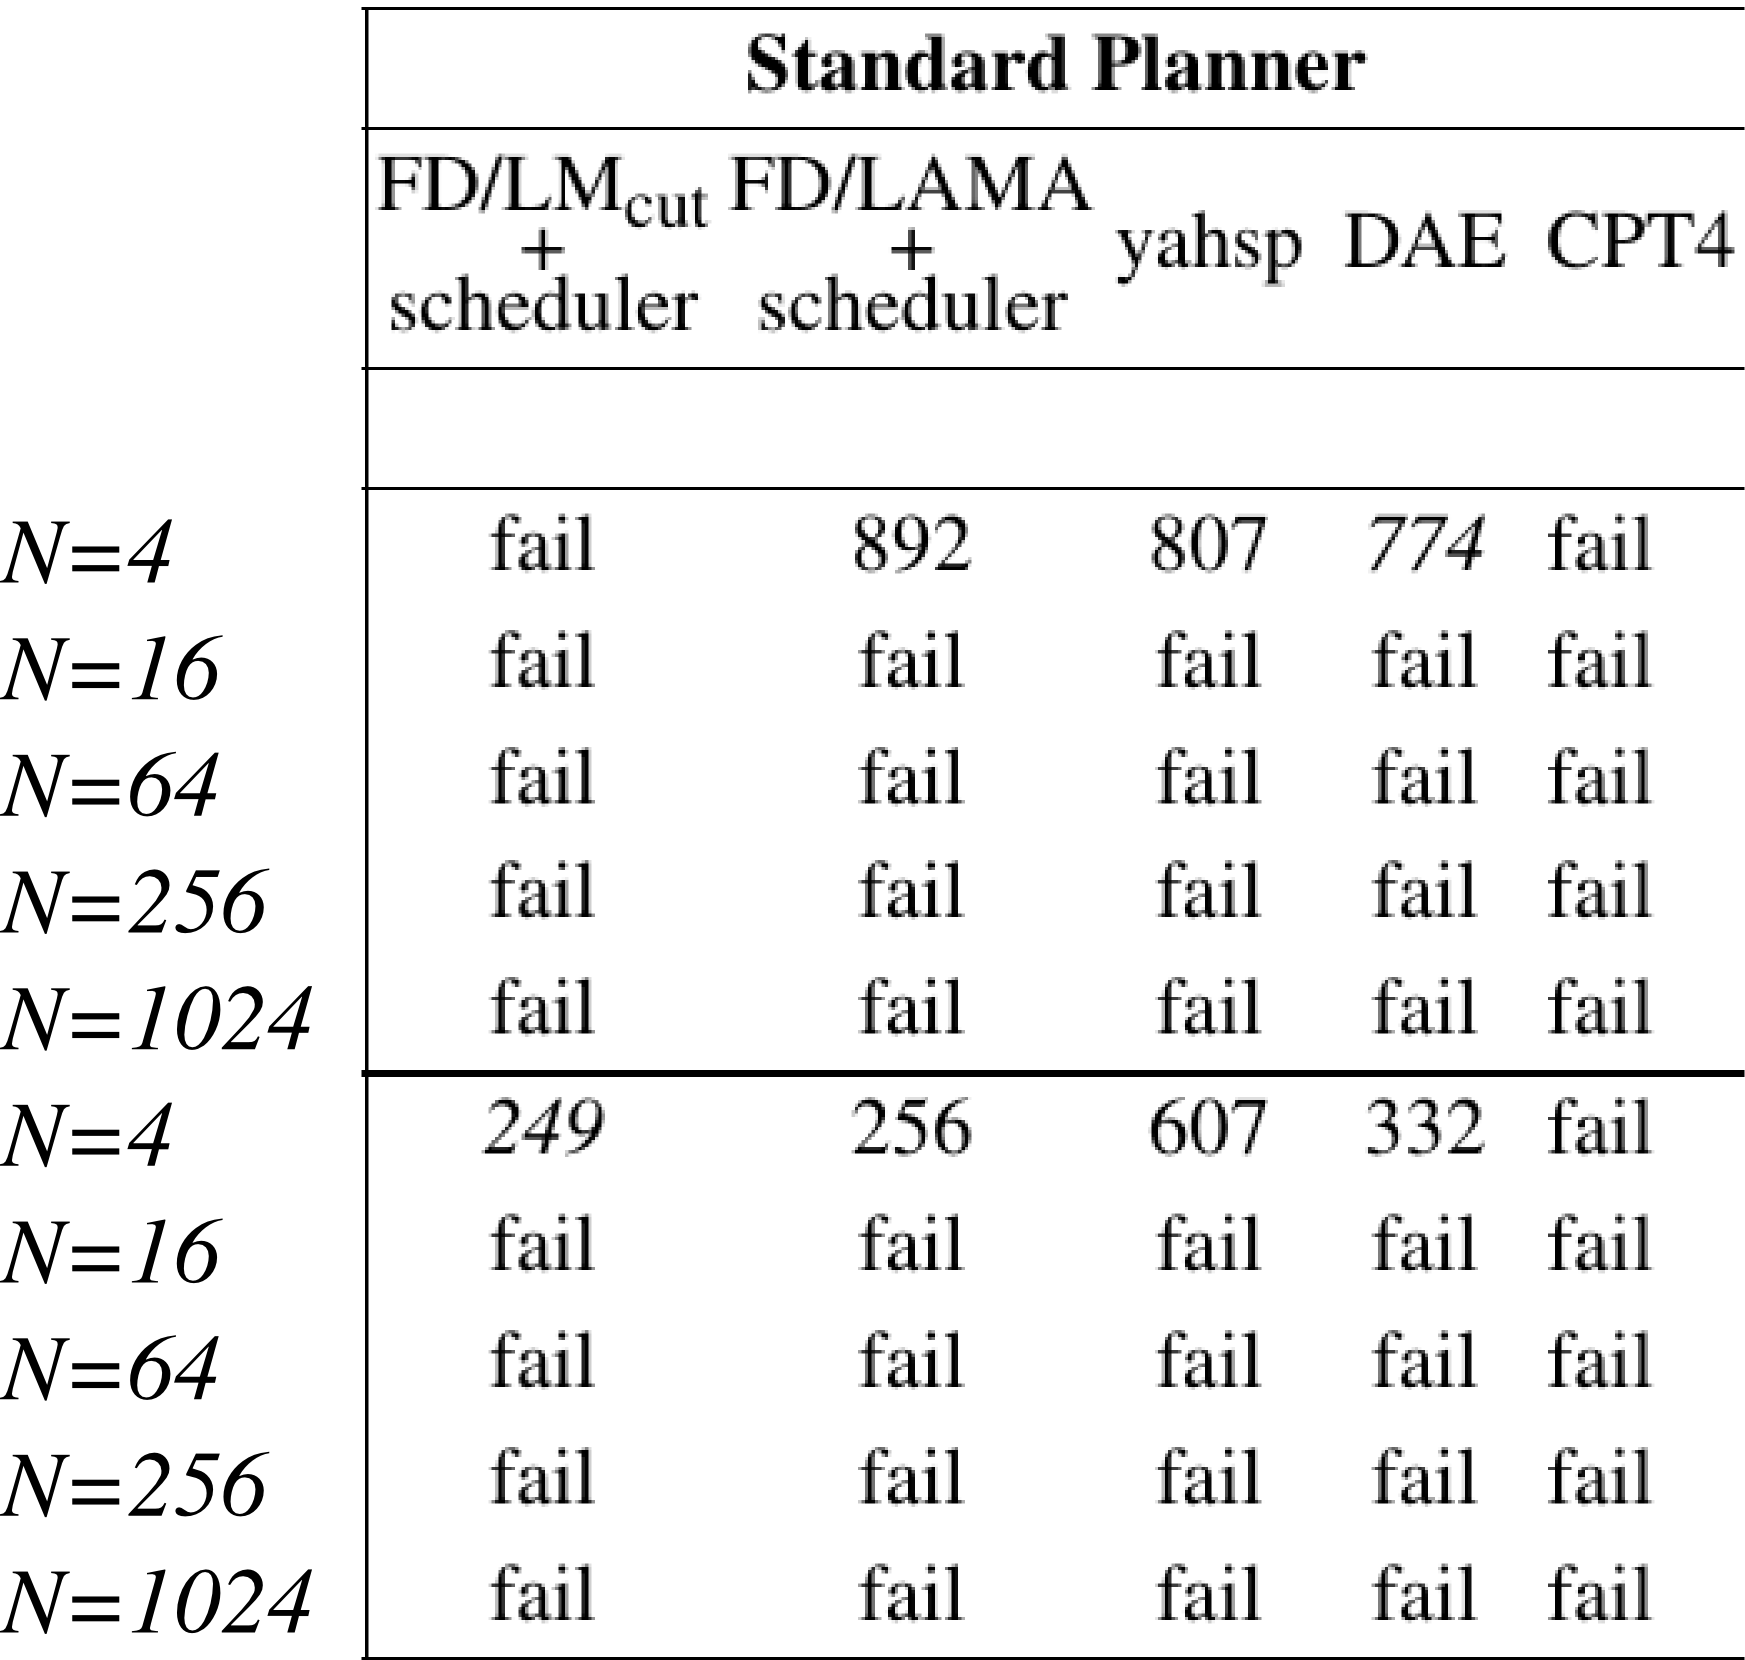 Standard Planner
FD/LMcut + scheduler FD/LAMA + scheduler yahsp DAE CPT4
N=4 fail 892 807 774 fail
N=16 fail fail fail fail fail
N=64 fail fail fail fail fail
N=256 fail fail fail fail fail
N=1024 fail fail fail fail fail
N=4 249 256 607 332 fail
N=16 fail fail fail fail fail
N=64 fail fail fail fail fail
N=256 fail fail fail fail fail
N=1024 fail fail fail fail fail